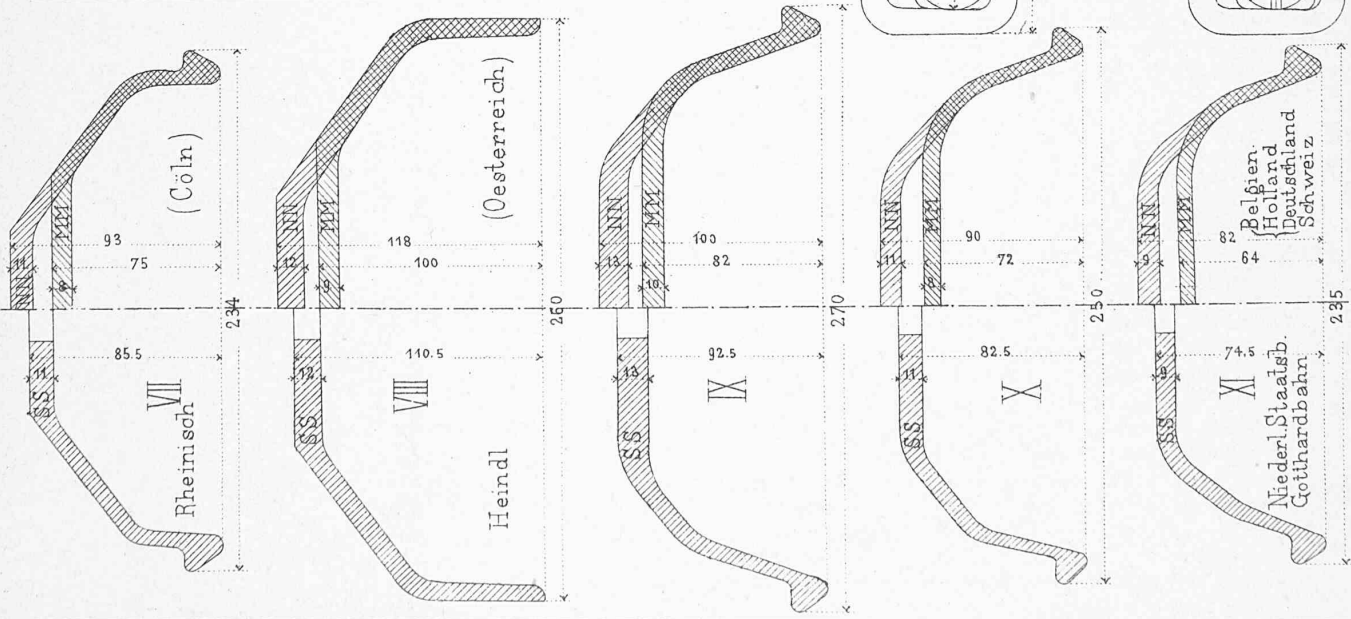 NN
11
MM
93
75
(Cöln)
234
85.5
11
SS
VII
Rheinisch
NN
12
MM
9
118
100
(Oesterreich)
260
110.5
12
SS
VIII
Heindl
NN
13
MM
10
100
82
270
92.5
13
SS
IX
NN
11
MM
8
90
72
250
82.5
11
SS
X
NN
9
MM
82
64
Belgien
Holland
Deutschland
Schweiz
235
74.5
9
SS
XI
Niederl. Staatsb.
Gotthardbahn